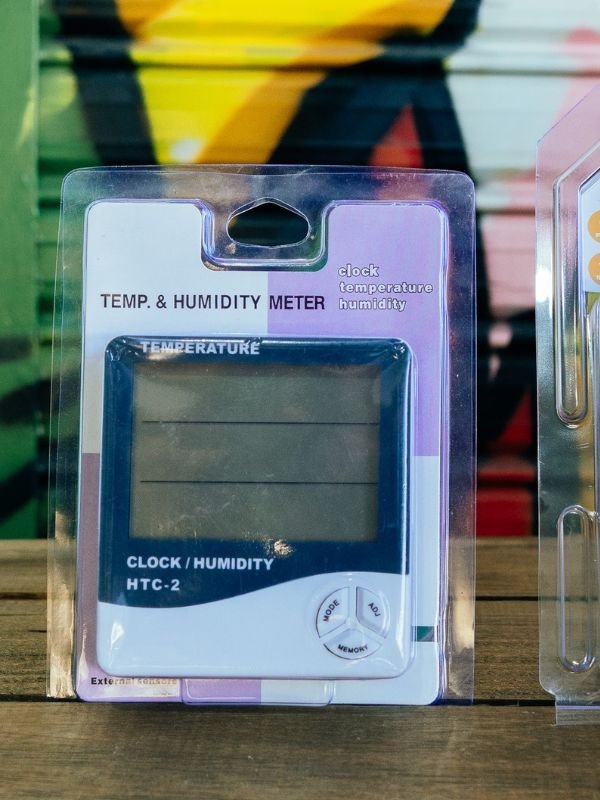 clock
temperature
humidity
TEMP. & HUMIDITY METER
TEMPERATURE
CLOCK / HUMIDITY
HTC-2
MODE
ADJ
MEMORY
External sensors